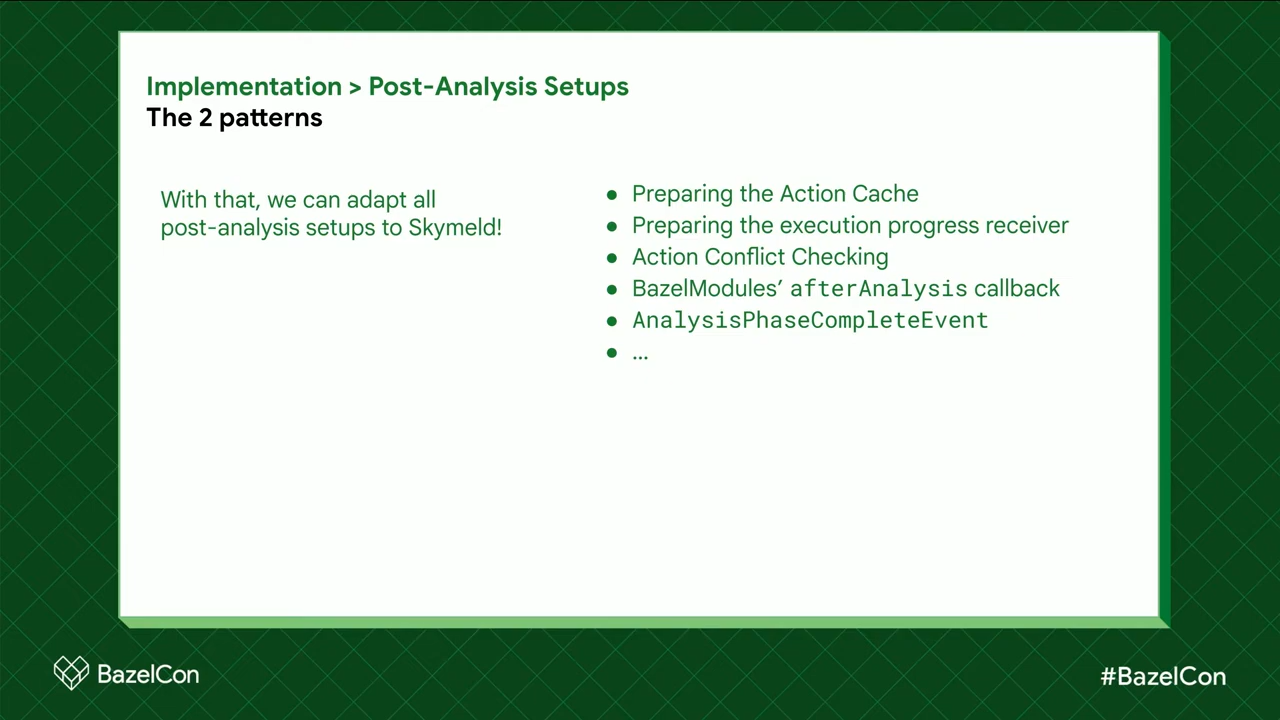 Implementation > Post-Analysis Setups
The 2 patterns
With that, we can adapt all
post-analysis setups to Skymeld!
● Preparing the Action Cache
● Preparing the execution progress receiver
● Action Conflict Checking
● BazelModules’ afterAnalysis callback
● AnalysisPhaseCompleteEvent
● ...
BazelCon
#BazelCon